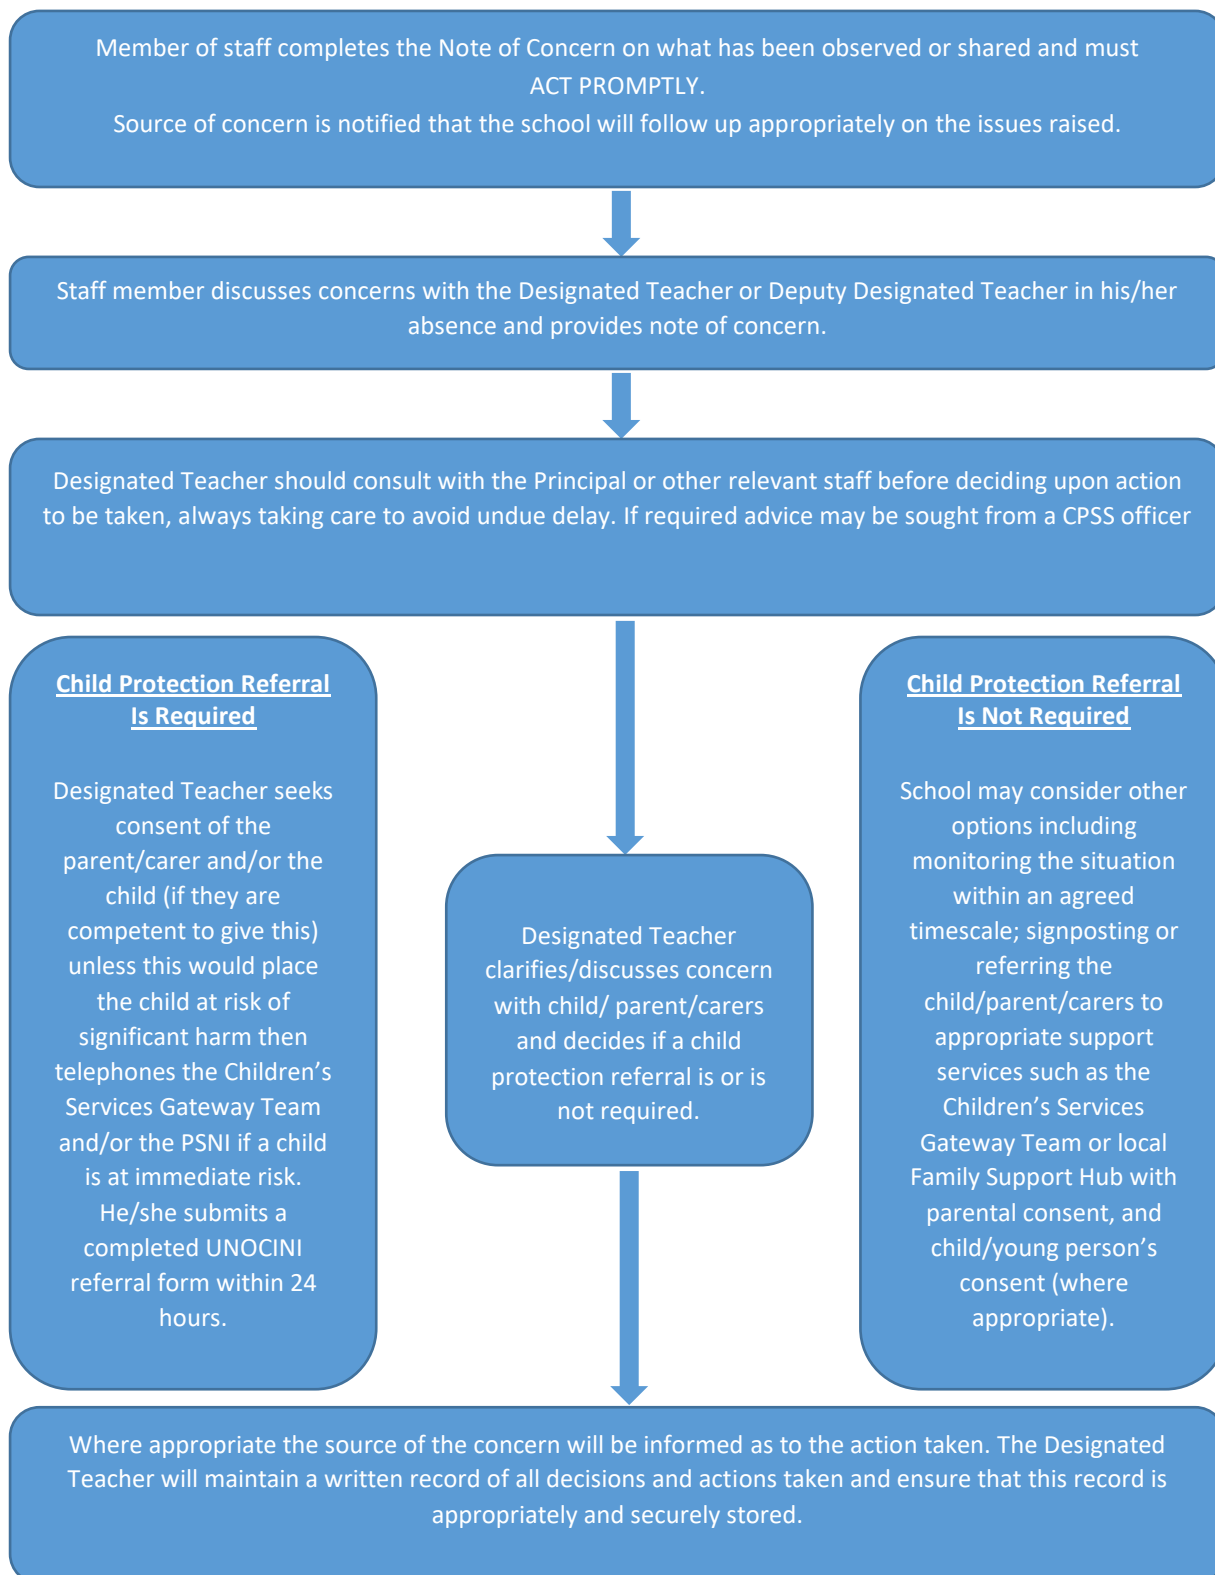 Member of staff completes the Note of Concern on what has been observed or shared and must
ACT PROMPTLY.
Source of concern is notified that the school will follow up appropriately on the issues raised.
Staff member discusses concerns with the Designated Teacher or Deputy Designated Teacher in his/her
absence and provides note of concern.
Designated Teacher should consult with the Principal or other relevant staff before deciding upon action
to be taken, always taking care to avoid undue delay. If required advice may be sought from a CPSS officer
Child Protection Referral
Is Required
Designated Teacher seeks
consent of the
parent/carer and/or the
child (if they are
competent to give this)
unless this would place
the child at risk of
significant harm then
telephones the Children’s
Services Gateway Team
and/or the PSNI if a child
is at immediate risk.
He/she submits a
completed UNOCINI
referral form within 24
hours.
Designated Teacher
clarifies/discusses concern
with child/ parent/carers
and decides if a child
protection referral is or is
not required.
Child Protection Referral
Is Not Required
School may consider other
options including
monitoring the situation
within an agreed
timescale; signposting or
referring the
child/parent/carers to
appropriate support
services such as the
Children’s Services
Gateway Team or local
Family Support Hub with
parental consent, and
child/young person’s
consent (where
appropriate).
Where appropriate the source of the concern will be informed as to the action taken. The Designated
Teacher will maintain a written record of all decisions and actions taken and ensure that this record is
appropriately and securely stored.